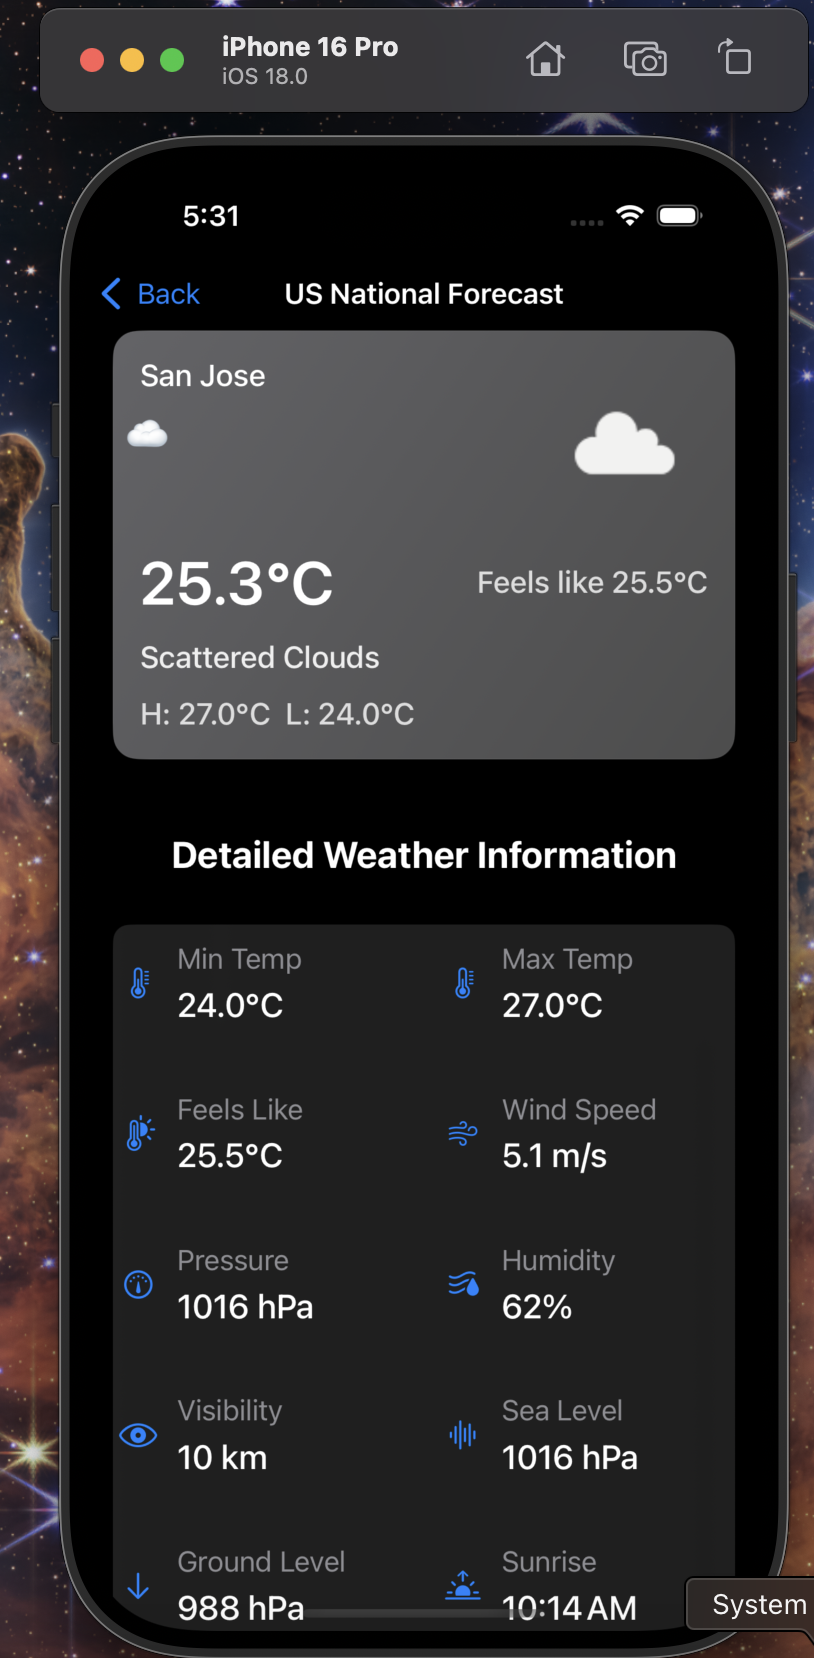 iPhone 16 Pro
iOS 18.0
5:31
Back US National Forecast
San Jose
25.3°C Feels like 25.5°C
Scattered Clouds
H: 27.0°C L: 24.0°C
Detailed Weather Information
Min Temp Max Temp
24.0°C 27.0°C
Feels Like Wind Speed
25.5°C 5.1 m/s
Pressure Humidity
1016 hPa 62%
Visibility Sea Level
10 km 1016 hPa
Ground Level Sunrise
988 hPa 10:14 AM
System